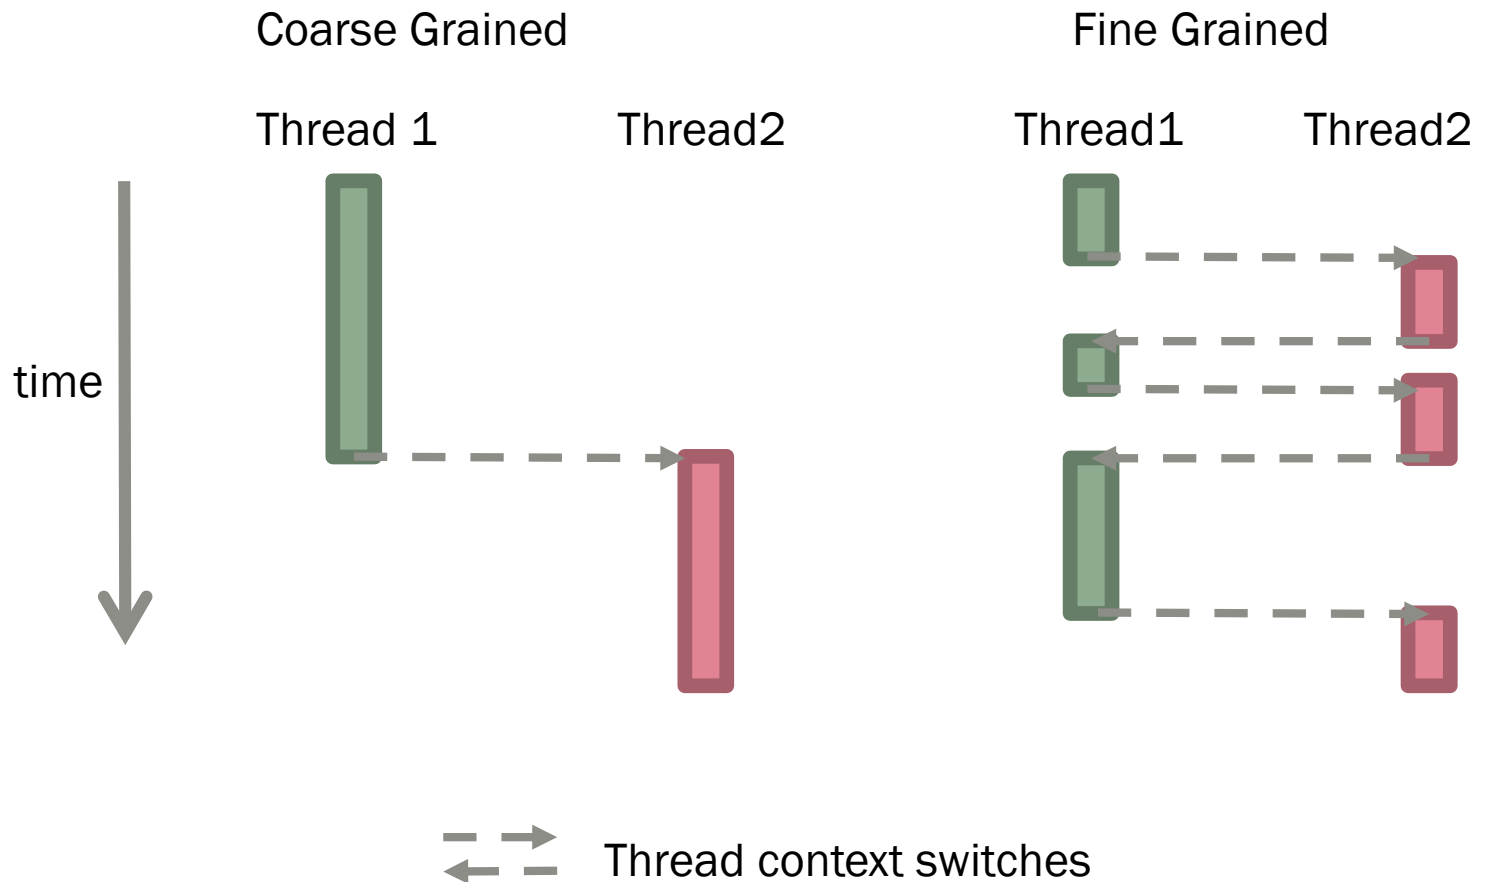 Coarse Grained
Fine Grained
Thread 1
Thread2
Thread1
Thread2
time
Thread context switches